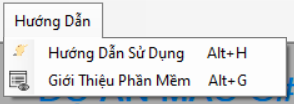 Hướng Dẫn
Hướng Dẫn Sử Dụng Alt+H
Giới Thiệu Phần Mềm Alt+G